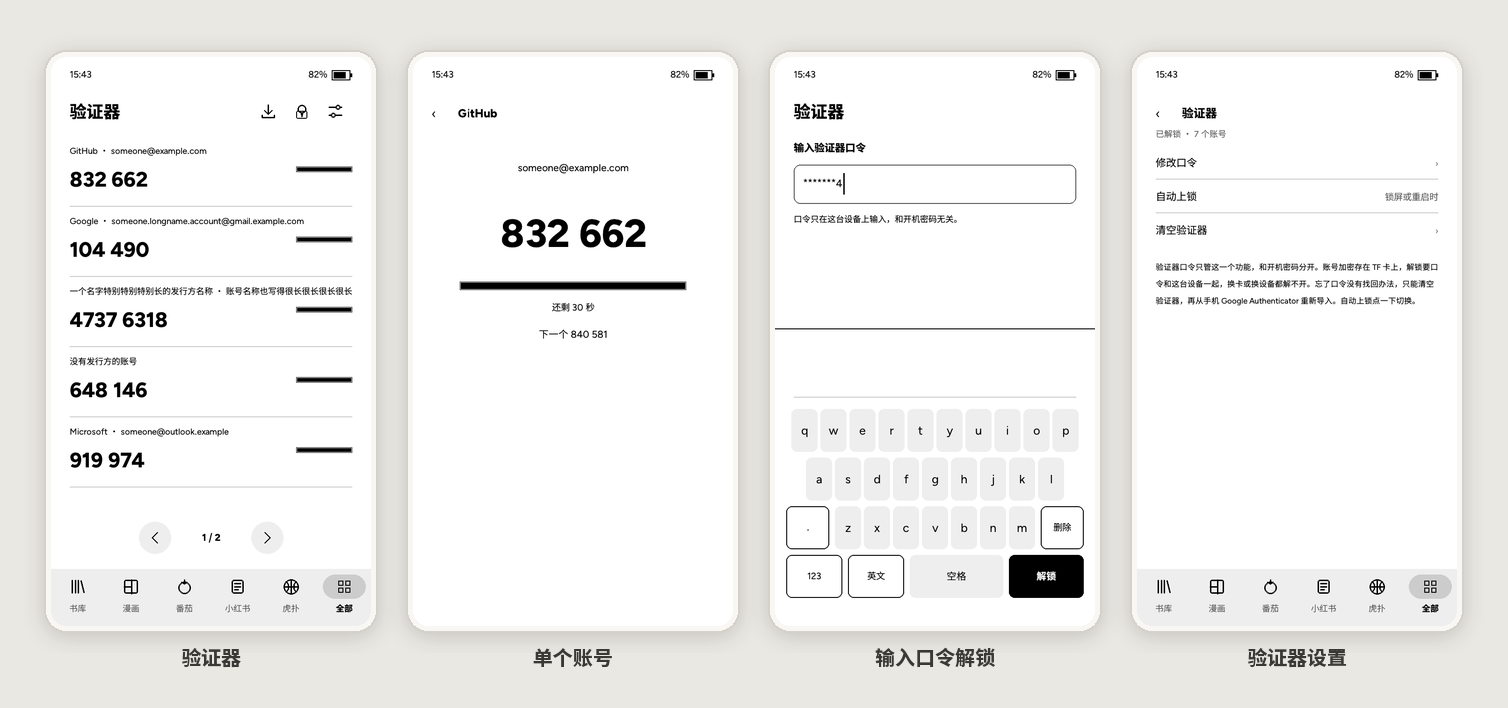 15:43
82%
验证器
GitHub · someone@example.com
832 662
Google · someone.longname.account@gmail.example.com
104 490
一个名字特别特别特别长的发行方名称 · 账号名称也写得很长很长很长很长
4737 6318
没有发行方的账号
648 146
Microsoft · someone@outlook.example
919 974
1 / 2
书库 漫画 番茄 小红书 虎扑 全部
验证器
15:43
82%
‹ GitHub
someone@example.com
832 662
还剩 30 秒
下一个 840 581
单个账号
15:43
82%
验证器
输入验证器口令
*******4
口令只在这台设备上输入，和开机密码无关。
q w e r t y u i o p
a s d f g h j k l
. z x c v b n m 删除
123 英文 空格 解锁
输入口令解锁
15:43
82%
‹ 验证器
已解锁 · 7 个账号
修改口令 ›
自动上锁 锁屏或重启时
清空验证器 ›
验证器口令只管这一个功能，和开机密码分开。账号加密存在 TF 卡上，解锁要口
令和这台设备一起，换卡或换设备都解不开。忘了口令没有找回办法，只能清空
验证器，再从手机 Google Authenticator 重新导入。自动上锁点一下切换。
书库 漫画 番茄 小红书 虎扑 全部
验证器设置